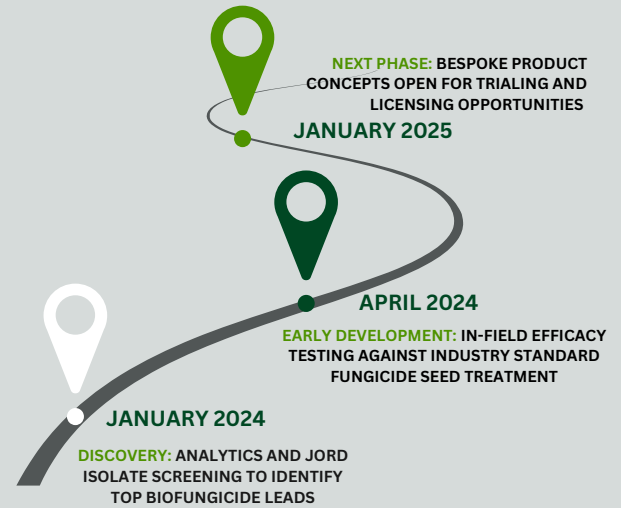 NEXT PHASE: BESPOKE PRODUCT
CONCEPTS OPEN FOR TRIALING AND
LICENSING OPPORTUNITIES
JANUARY 2025
APRIL 2024
EARLY DEVELOPMENT: IN-FIELD EFFICACY
TESTING AGAINST INDUSTRY STANDARD
FUNGICIDE SEED TREATMENT
JANUARY 2024
DISCOVERY: ANALYTICS AND JORD
ISOLATE SCREENING TO IDENTIFY
TOP BIOFUNGICIDE LEADS